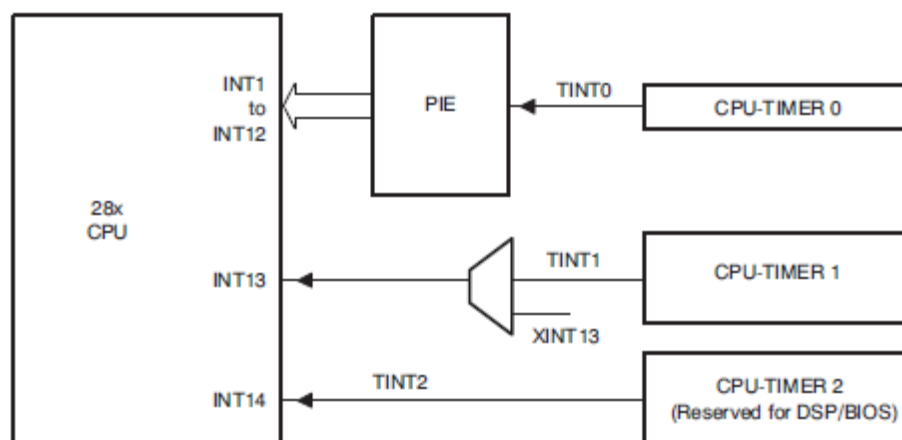 INT1
to
INT12
PIE
TINT0
CPU-TIMER 0
28x
CPU
INT13
TINT1
CPU-TIMER 1
XINT13
INT14
TINT2
CPU-TIMER 2
(Reserved for DSP/BIOS)